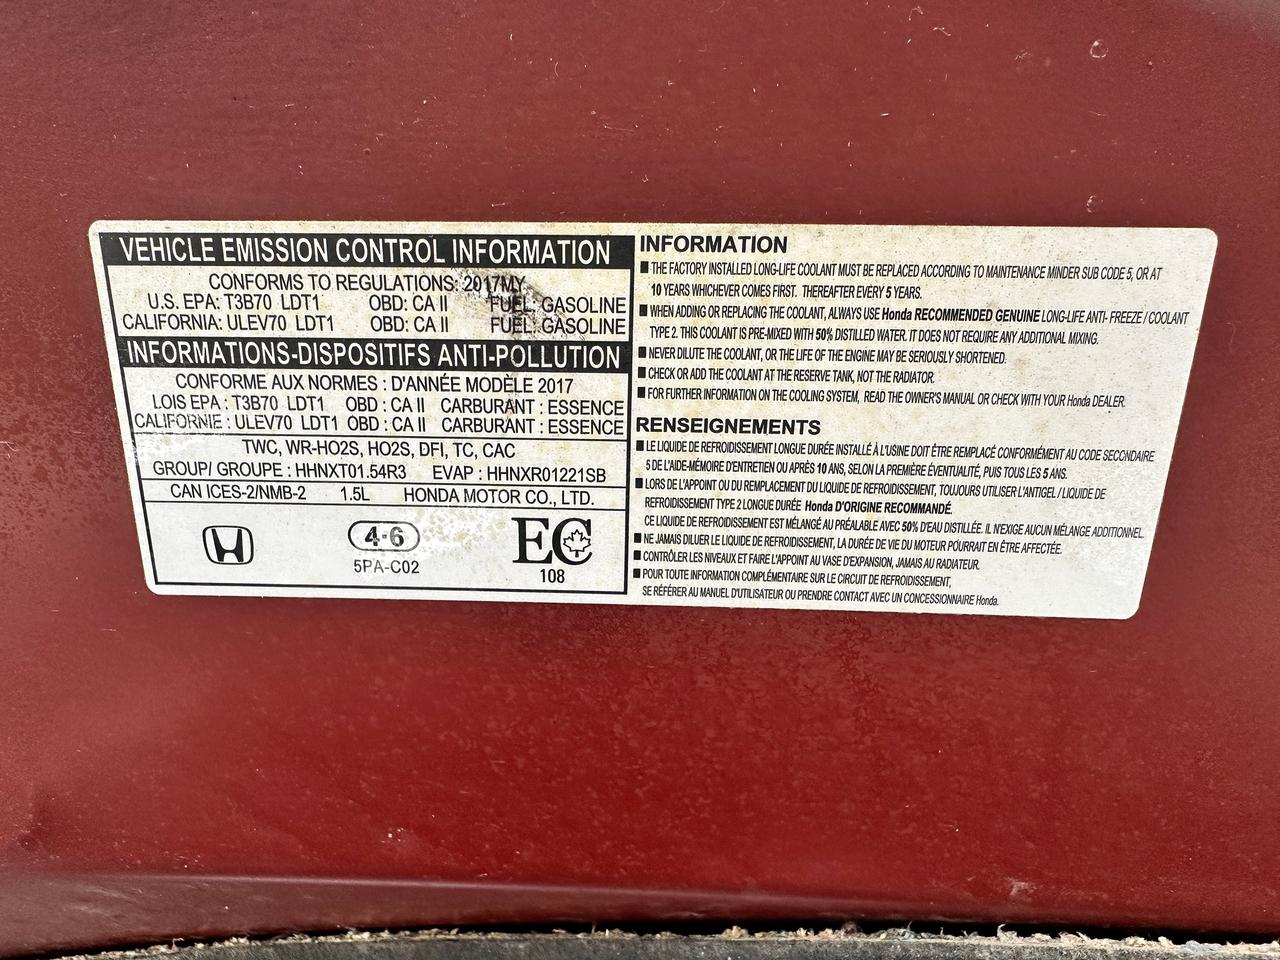 VEHICLE EMISSION CONTROL INFORMATION
CONFORMS TO REGULATIONS: 2017MY
U.S. EPA: T3B70 LDT1 OBD: CA II FUEL: GASOLINE
CALIFORNIA: ULEV70 LDT1 OBD: CA II FUEL: GASOLINE
INFORMATIONS-DISPOSITIFS ANTI-POLLUTION
CONFORME AUX NORMES : D'ANNÉE MODÈLE 2017
LOIS EPA : T3B70 LDT1 OBD : CA II CARBURANT : ESSENCE
CALIFORNIE : ULEV70 LDT1 OBD : CA II CARBURANT : ESSENCE
TWC, WR-HO2S, HO2S, DFI, TC, CAC
GROUP/ GROUPE : HHNXT01.54R3 EVAP : HHNXR01221SB
CAN ICES-2/NMB-2 1.5L HONDA MOTOR CO., LTD.
4·6
5PA-C02
EC
108
INFORMATION
■ THE FACTORY INSTALLED LONG-LIFE COOLANT MUST BE REPLACED ACCORDING TO MAINTENANCE MINDER SUB CODE 5, OR AT
10 YEARS WHICHEVER COMES FIRST. THEREAFTER EVERY 5 YEARS.
■ WHEN ADDING OR REPLACING THE COOLANT, ALWAYS USE Honda RECOMMENDED GENUINE LONG-LIFE ANTI- FREEZE / COOLANT
TYPE 2. THIS COOLANT IS PRE-MIXED WITH 50% DISTILLED WATER. IT DOES NOT REQUIRE ANY ADDITIONAL MIXING.
■ NEVER DILUTE THE COOLANT, OR THE LIFE OF THE ENGINE MAY BE SERIOUSLY SHORTENED.
■ CHECK OR ADD THE COOLANT AT THE RESERVE TANK, NOT THE RADIATOR.
■ FOR FURTHER INFORMATION ON THE COOLING SYSTEM, READ THE OWNER'S MANUAL OR CHECK WITH YOUR Honda DEALER.
RENSEIGNEMENTS
■ LE LIQUIDE DE REFROIDISSEMENT LONGUE DURÉE INSTALLÉ À L'USINE DOIT ÊTRE REMPLACÉ CONFORMÉMENT AU CODE SECONDAIRE
5 DE L'AIDE-MÉMOIRE D'ENTRETIEN OU APRÈS 10 ANS, SELON LA PREMIÈRE ÉVENTUALITÉ, PUIS TOUS LES 5 ANS.
■ LORS DE L'APPOINT OU DU REMPLACEMENT DU LIQUIDE DE REFROIDISSEMENT, TOUJOURS UTILISER L'ANTIGEL / LIQUIDE DE
REFROIDISSEMENT TYPE 2 LONGUE DURÉE Honda D'ORIGINE RECOMMANDÉ.
CE LIQUIDE DE REFROIDISSEMENT EST MÉLANGÉ AU PRÉALABLE AVEC 50% D'EAU DISTILLÉE. IL N'EXIGE AUCUN MÉLANGE ADDITIONNEL.
■ NE JAMAIS DILUER LE LIQUIDE DE REFROIDISSEMENT, LA DURÉE DE VIE DU MOTEUR POURRAIT EN ÊTRE AFFECTÉE.
■ CONTRÔLER LES NIVEAUX ET FAIRE L'APPOINT AU VASE D'EXPANSION, JAMAIS AU RADIATEUR.
■ POUR TOUTE INFORMATION COMPLÉMENTAIRE SUR LE CIRCUIT DE REFROIDISSEMENT,
SE RÉFÉRER AU MANUEL D'UTILISATEUR OU PRENDRE CONTACT AVEC UN CONCESSIONNAIRE Honda.